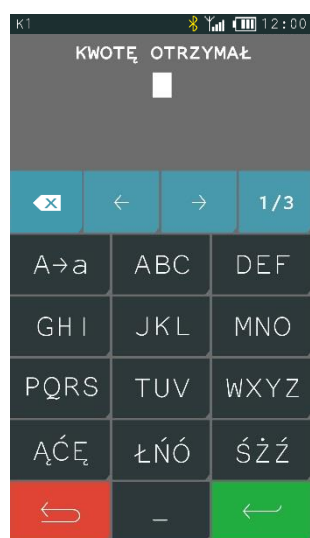 K1 12:00
KWOTĘ OTRZYMAŁ
1/3
A→a ABC DEF
GHI JKL MNO
PQRS TUV WXYZ
ĄĆĘ ŁŃÓ ŚŻŹ
_